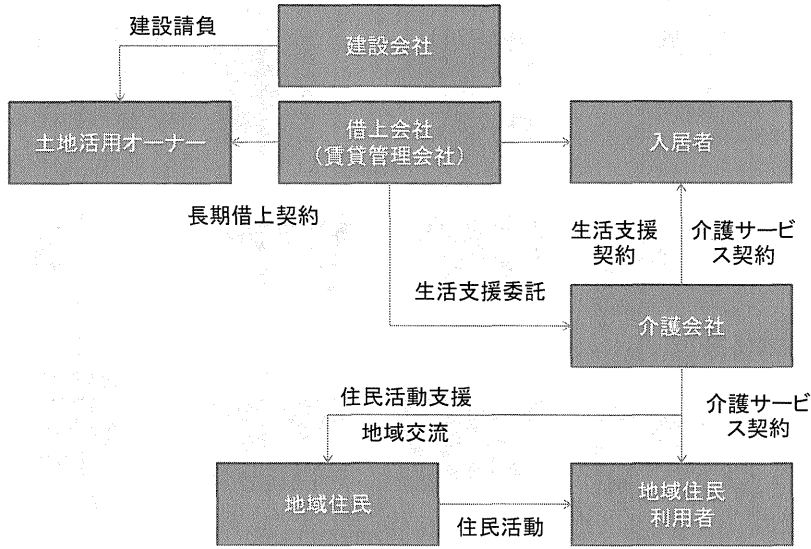 建設請負
建設会社
土地活用オーナー
借上会社
（賃貸管理会社）
入居者
長期借上契約
生活支援
契約
介護サービ
ス契約
生活支援委託
介護会社
住民活動支援
地域交流
介護サービ
ス契約
地域住民
住民活動
地域住民
利用者